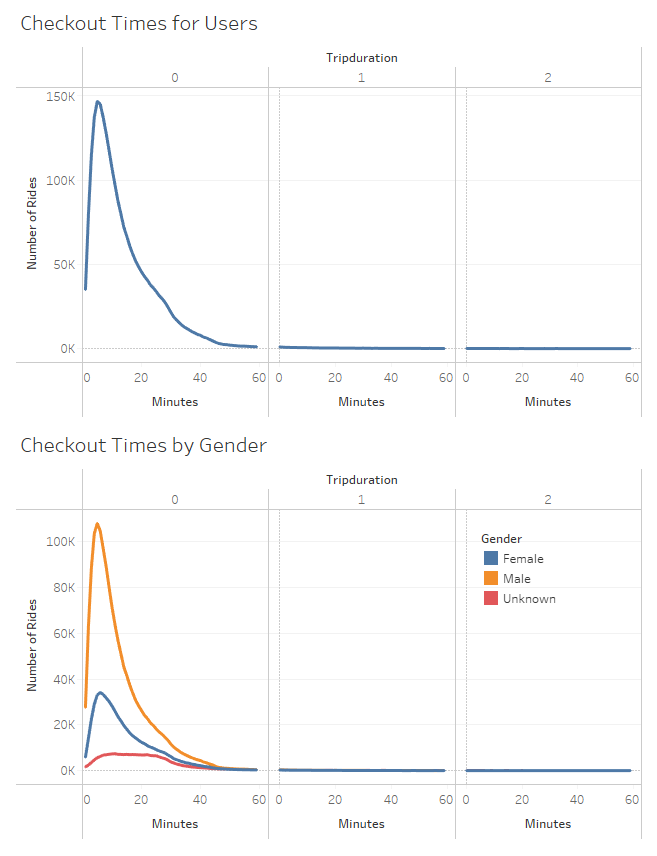 Checkout Times for Users
Tripduration
0 1 2
150K
100K
50K
0K
Number of Rides
0 20 40 60 0 20 40 60 0 20 40 60
Minutes Minutes Minutes
Checkout Times by Gender
Tripduration
0 1 2
Gender
Female
Male
Unknown
100K
80K
60K
40K
20K
0K
Number of Rides
0 20 40 60 0 20 40 60 0 20 40 60
Minutes Minutes Minutes